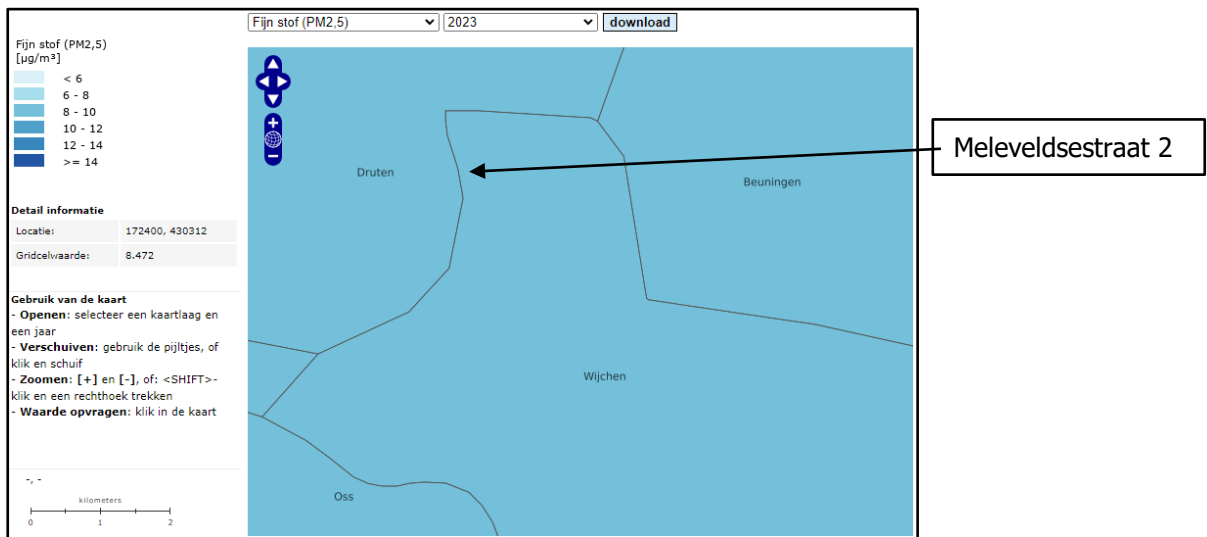 Fijn stof (PM2,5) 2023 download
Fijn stof (PM2,5)
[µg/m³]
< 6
6 - 8
8 - 10
10 - 12
12 - 14
>= 14
Meleveldsestraat 2
Druten
Beuningen
Wijchen
Oss
Detail informatie
Locatie: 172400, 430312
Gridcelwaarde: 8.472
Gebruik van de kaart
- Openen: selecteer een kaartlaag en
een jaar
- Verschuiven: gebruik de pijltjes, of
klik en schuif
- Zoomen: [+] en [-], of: <SHIFT>-
klik en een rechthoek trekken
- Waarde opvragen: klik in de kaart
-, -
kilometers
0 1 2